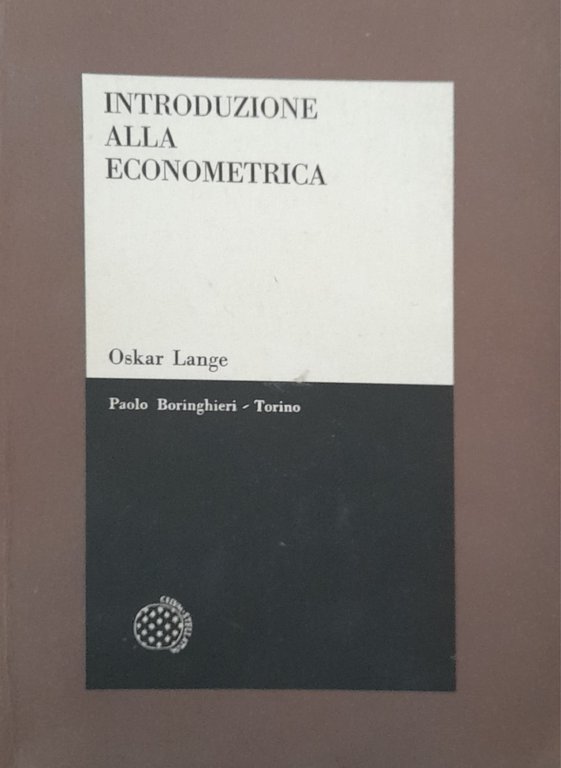 INTRODUZIONE
ALLA
ECONOMETRICA
Oskar Lange
Paolo Boringhieri - Torino